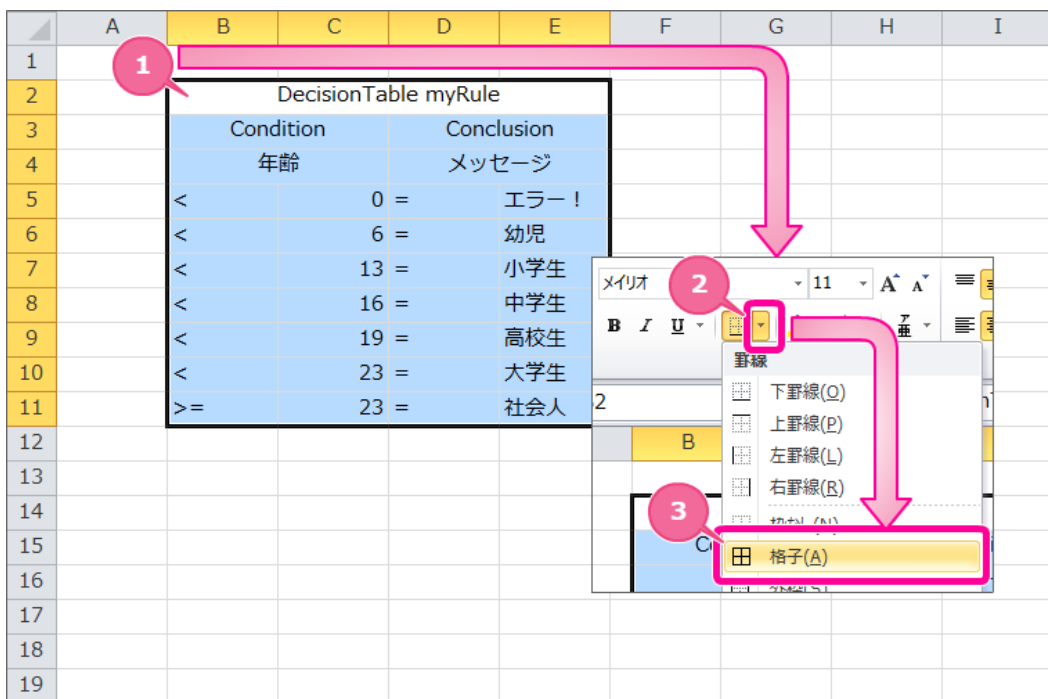 A B C D E F G H I
1
1
2 DecisionTable myRule
3 Condition Conclusion
4 年齢 メッセージ
5 < 0 = エラー！
6 < 6 = 幼児
7 < 13 = 小学生
8 < 16 = 中学生
9 < 19 = 高校生
10 < 23 = 大学生
11 >= 23 = 社会人
12
13
14
15
16
17
18
19
メイリオ 11 A A
2
B I U 亜
罫線
下罫線(O)
上罫線(P)
左罫線(L)
右罫線(R)
枠なし(N)
3
格子(A)
2
B